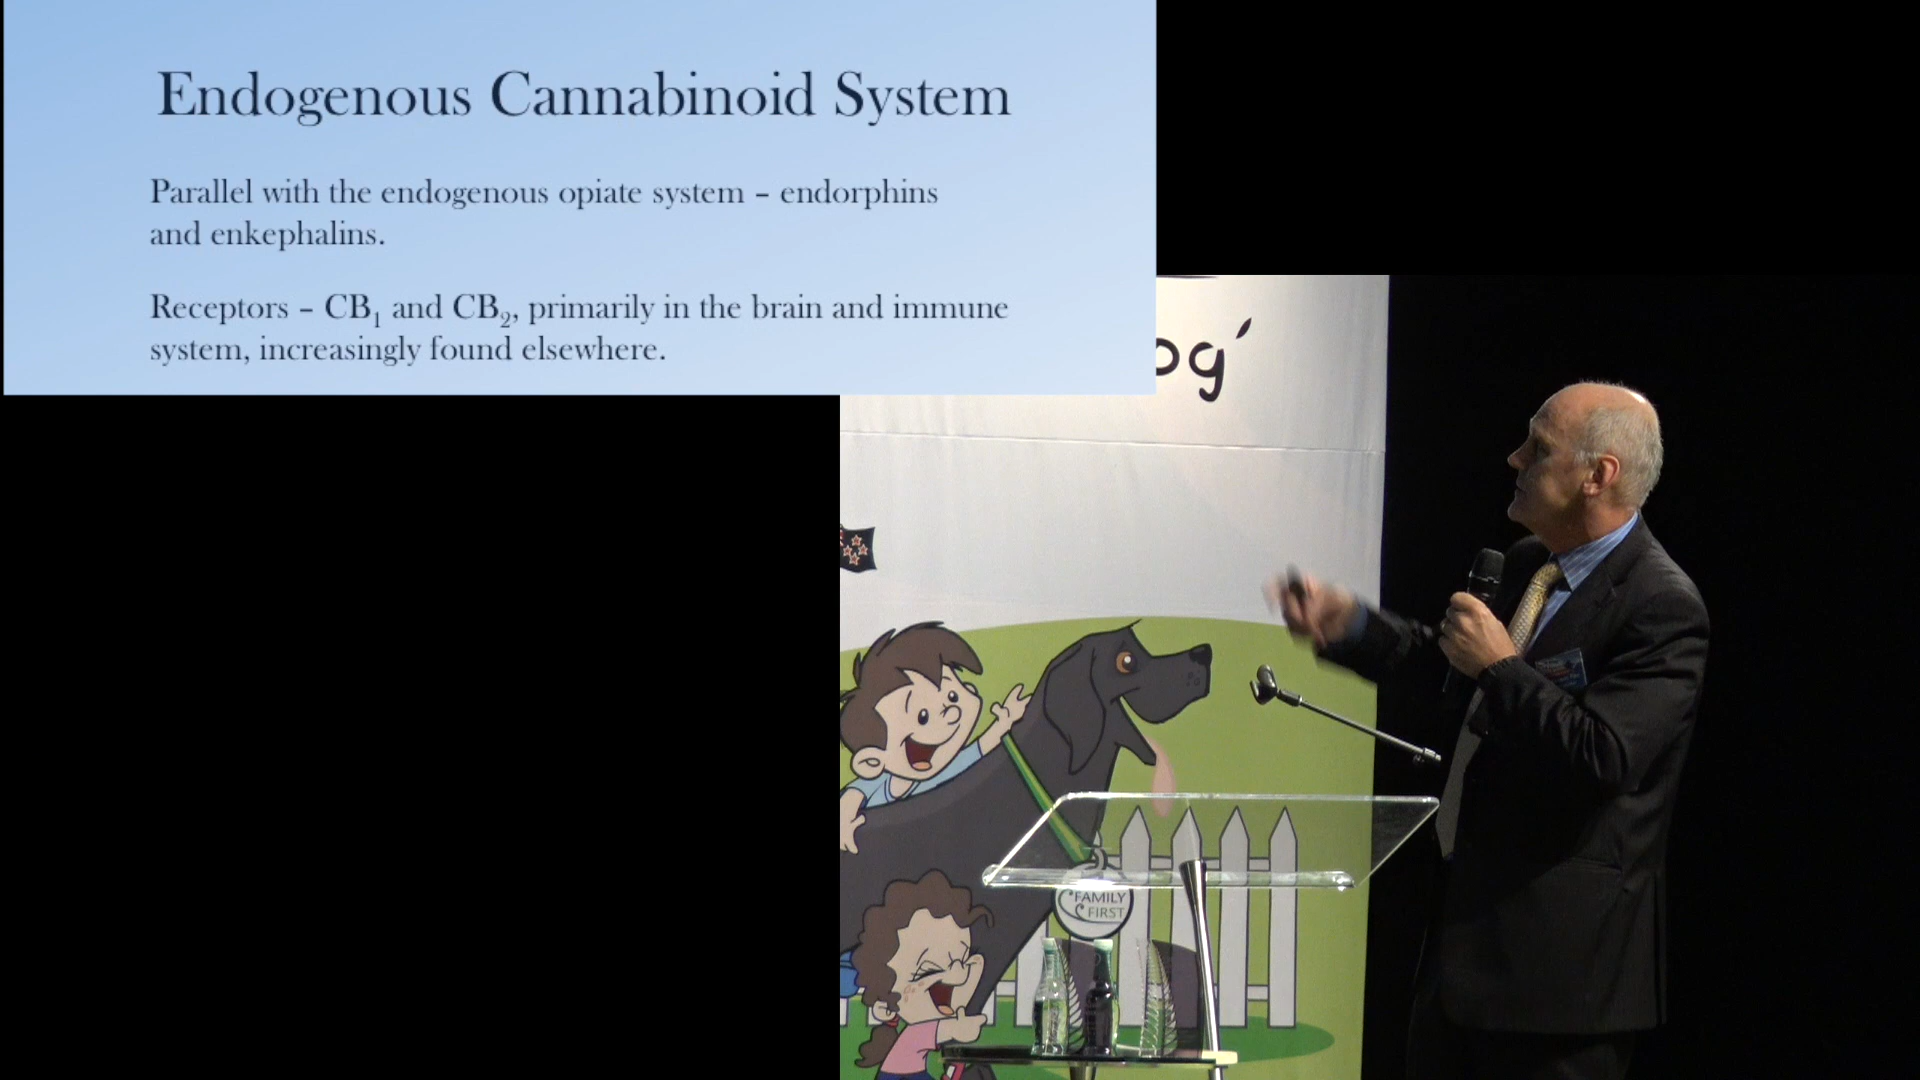 Endogenous Cannabinoid System
Parallel with the endogenous opiate system – endorphins
and enkephalins.
Receptors – CB₁ and CB₂, primarily in the brain and immune
system, increasingly found elsewhere.
og'
FAMILY
FIRST